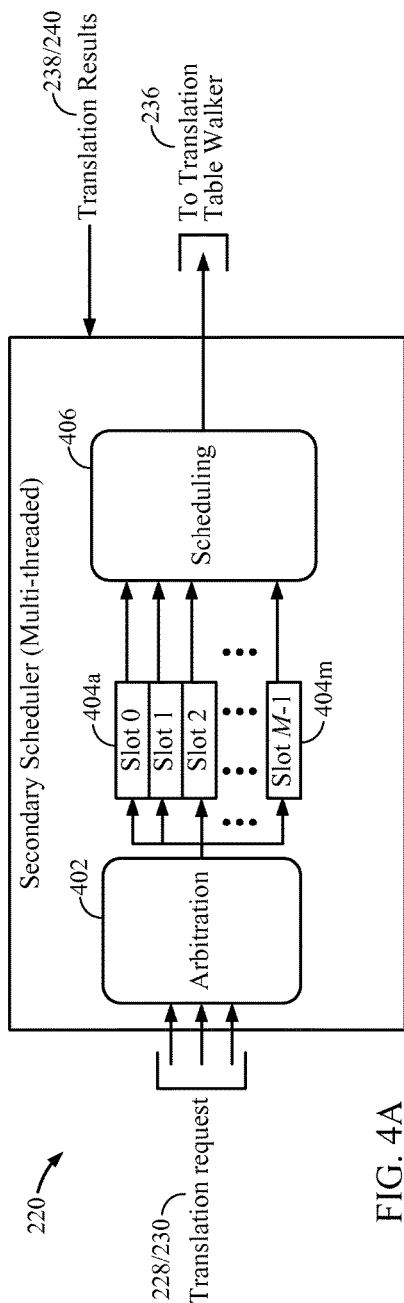 220
228/230
Translation request
Secondary Scheduler (Multi-threaded)
402
Arbitration
404a
Slot 0
Slot 1
Slot 2
Slot M-1
404m
406
Scheduling
238/240
Translation Results
236
To Translation
Table Walker
FIG. 4A